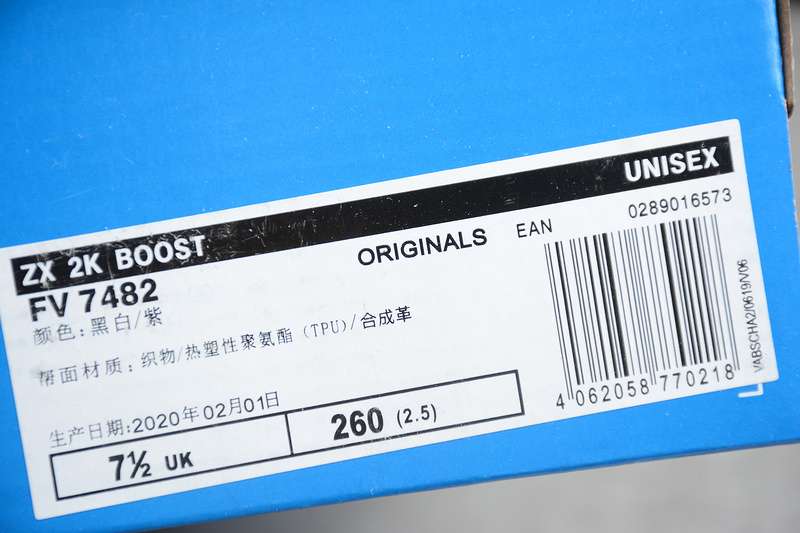 UNISEX
ZX 2K BOOST
FV 7482
ORIGINALS
EAN
0289016573
颜色:黑白/紫
帮面材质:织物/热塑性聚氨酯(TPU)/合成革
生产日期:2020年02月01日
7½ UK
260 (2.5)
4 062058 770218
VABSCHA2/0619/V06